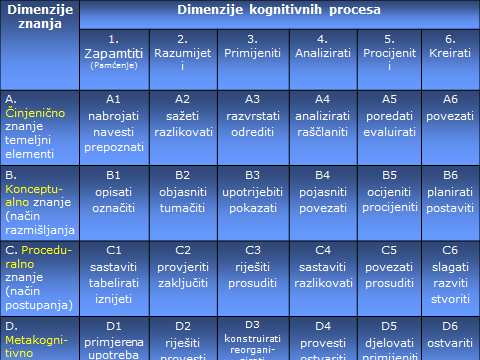 Dimenzije
znanja
Dimenzije kognitivnih procesa
1.
Zapamtiti
(Pamćenje)
2.
Razumijet
i
3.
Primijeniti
4.
Analizirati
5.
Procijenit
i
6.
Kreirati
A.
Činjenično
znanje
temeljni
elementi
A1
nabrojati
navesti
prepoznati
A2
sažeti
razlikovati
A3
razvrstati
odrediti
A4
analizirati
raščlaniti
A5
poredati
evaluirati
A6
povezati
B.
Konceptu-
alno znanje
(način
razmišljanja
B1
opisati
označiti
B2
objasniti
tumačiti
B3
upotrijebiti
pokazati
B4
pojasniti
povezati
B5
ocijeniti
procijeniti
B6
planirati
postaviti
C. Procedu-
ralno
znanje
(način
postupanja)
C1
sastaviti
tabelirati
iznijeti
C2
provjeriti
zaključiti
C3
riješiti
prosuditi
C4
sastaviti
razlikovati
C5
povezati
prosuditi
C6
slagati
razviti
stvoriti
D.
Metakogni-
tivno
D1
primjerena
upotreba
D2
riješiti
provesti
D3
konstruirati
reorgani-
D4
provesti
ostvariti
D5
djelovati
primijeniti
D6
ostvariti